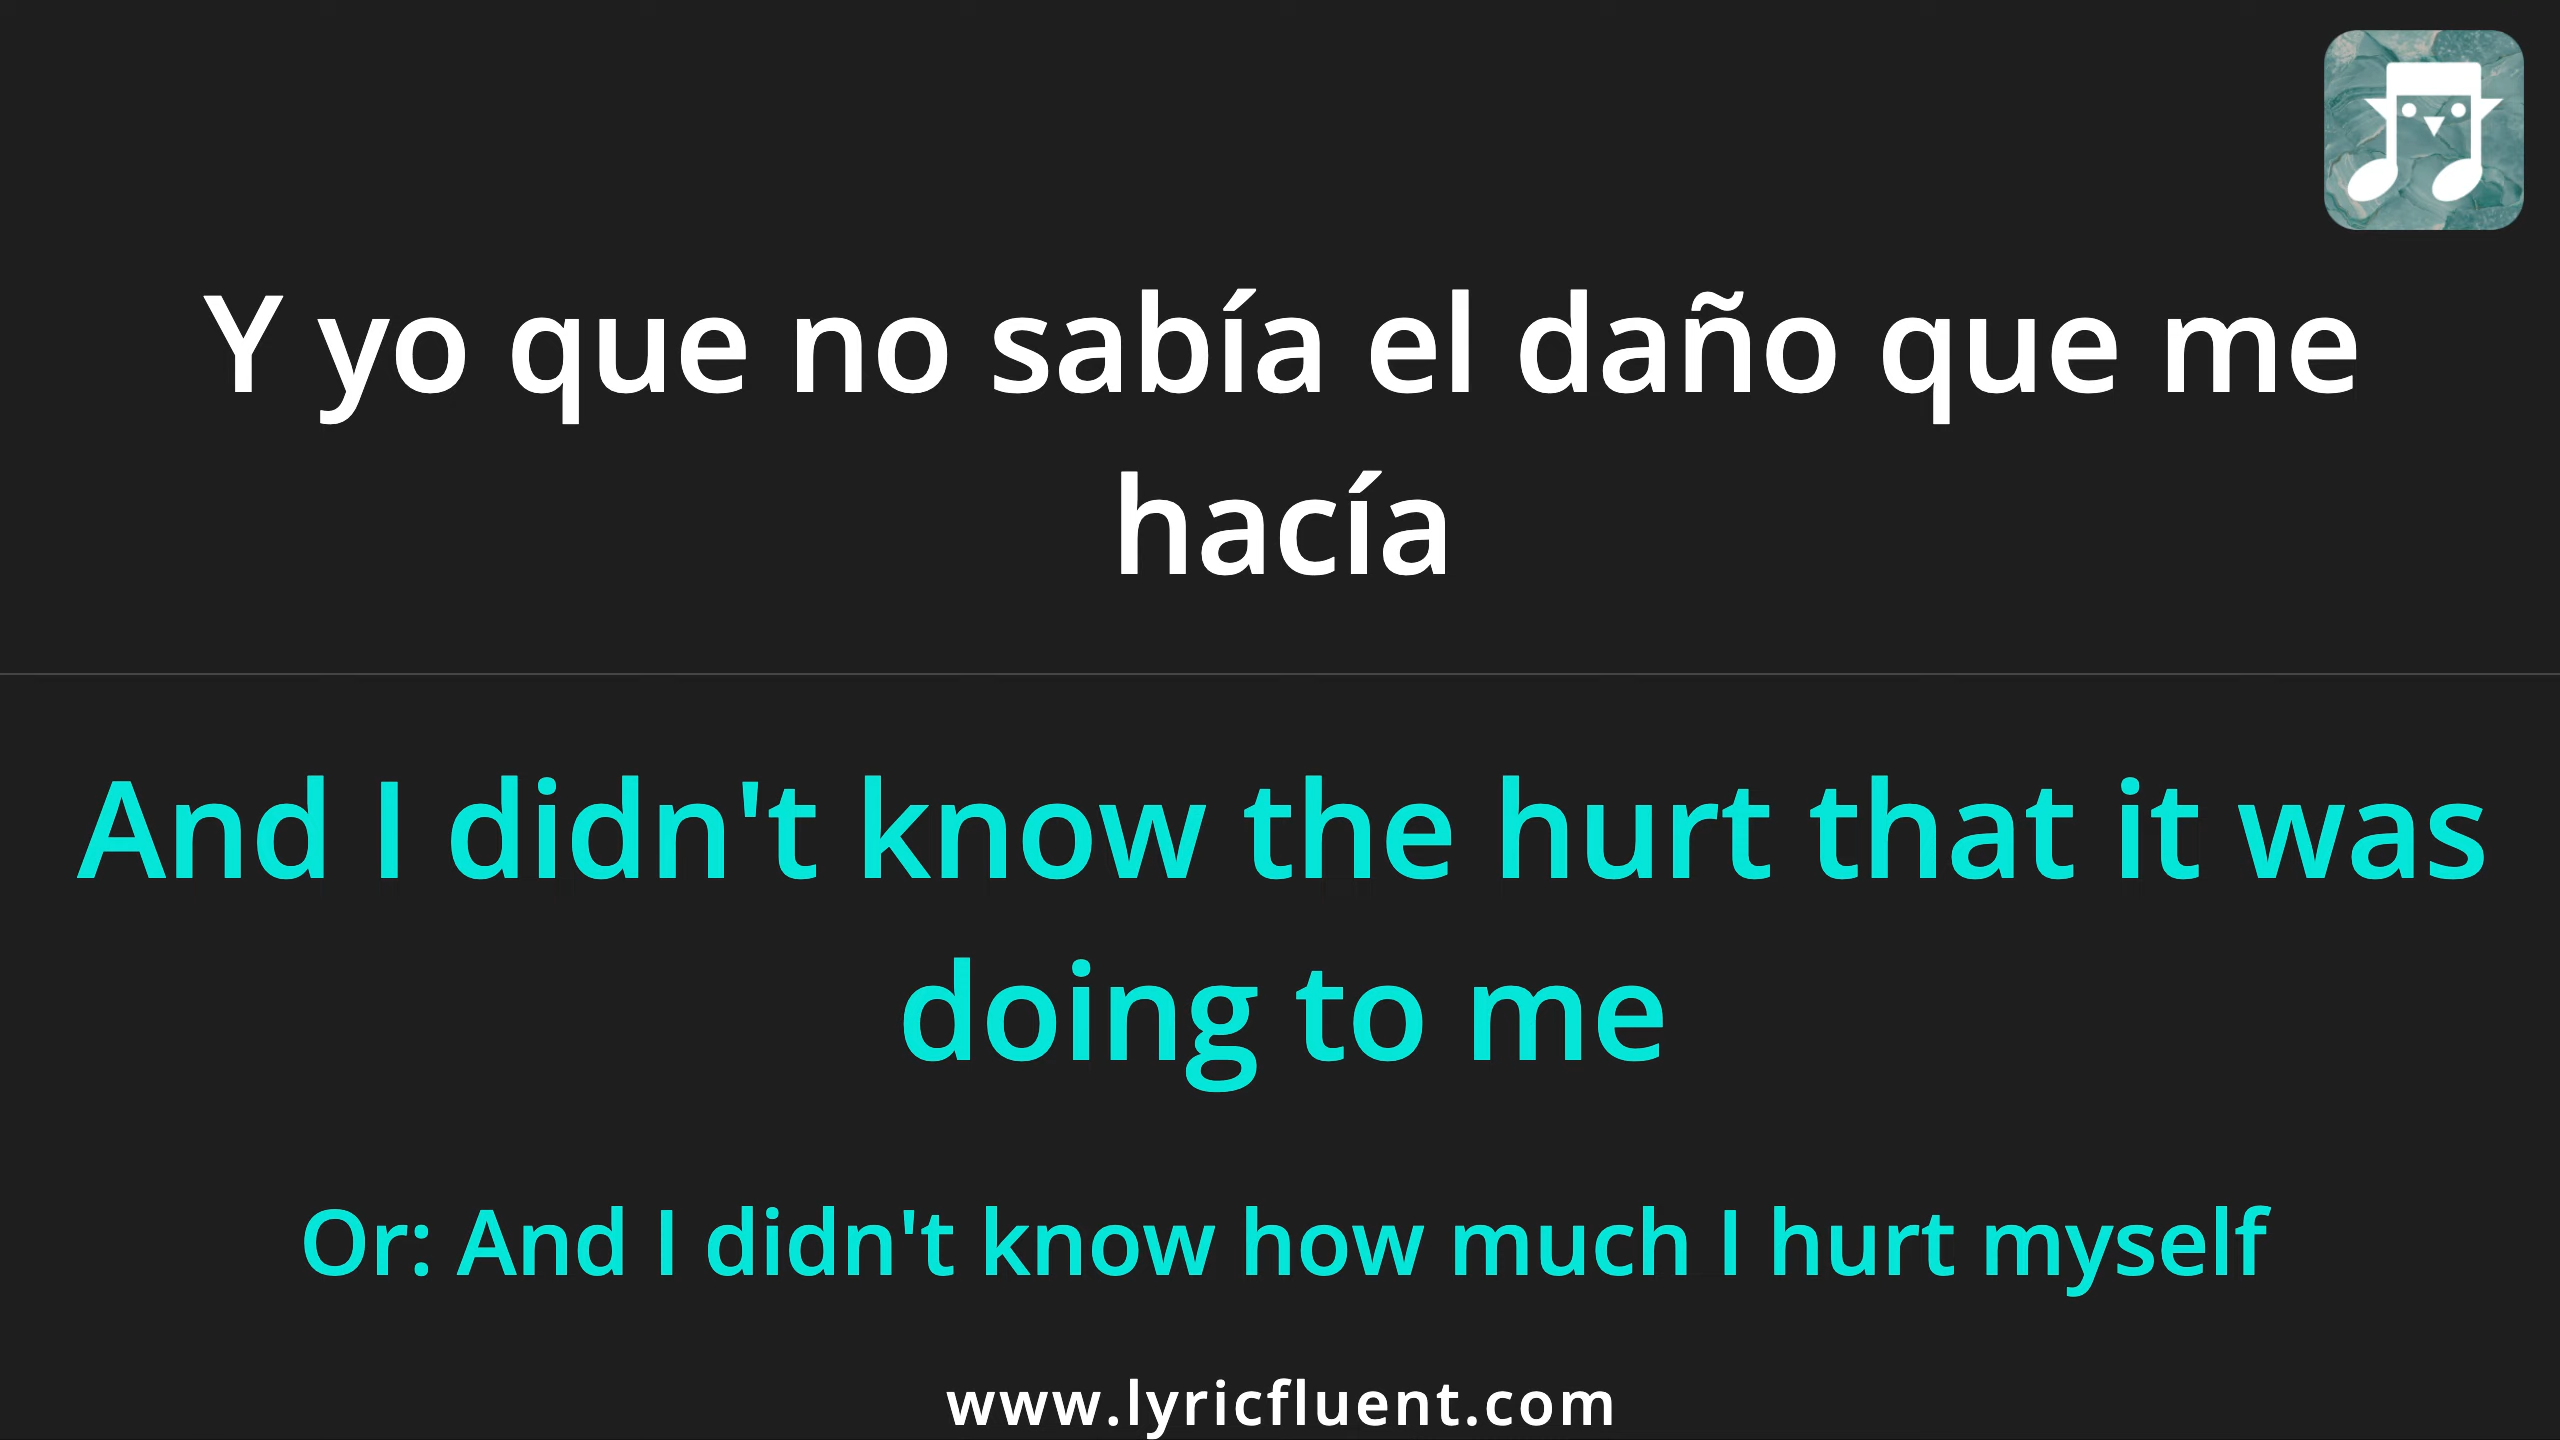 Y yo que no sabía el daño que me
hacía
And I didn't know the hurt that it was
doing to me
Or: And I didn't know how much I hurt myself
www.lyricfluent.com